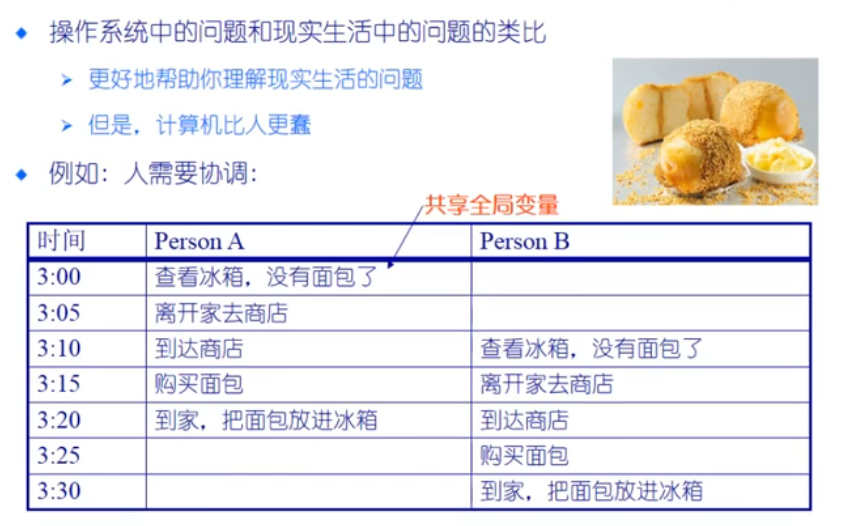 操作系统中的问题和现实生活中的问题的类比
更好地帮助你理解现实生活的问题
但是，计算机比人更蠢
例如：人需要协调：
共享全局变量
时间 Person A Person B
3:00 查看冰箱，没有面包了
3:05 离开家去商店
3:10 到达商店 查看冰箱，没有面包了
3:15 购买面包 离开家去商店
3:20 到家，把面包放进冰箱 到达商店
3:25 购买面包
3:30 到家，把面包放进冰箱